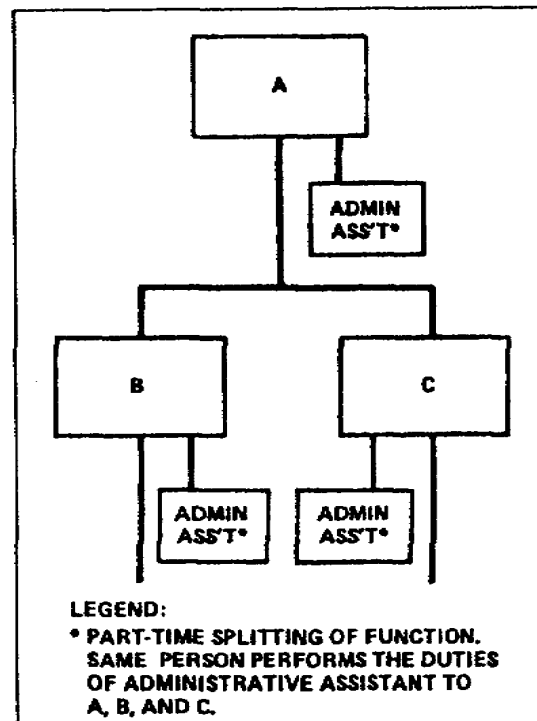 A
ADMIN
ASS'T*
B
C
ADMIN
ASS'T*
ADMIN
ASS'T*
LEGEND:
* PART-TIME SPLITTING OF FUNCTION.
SAME PERSON PERFORMS THE DUTIES
OF ADMINISTRATIVE ASSISTANT TO
A, B, AND C.